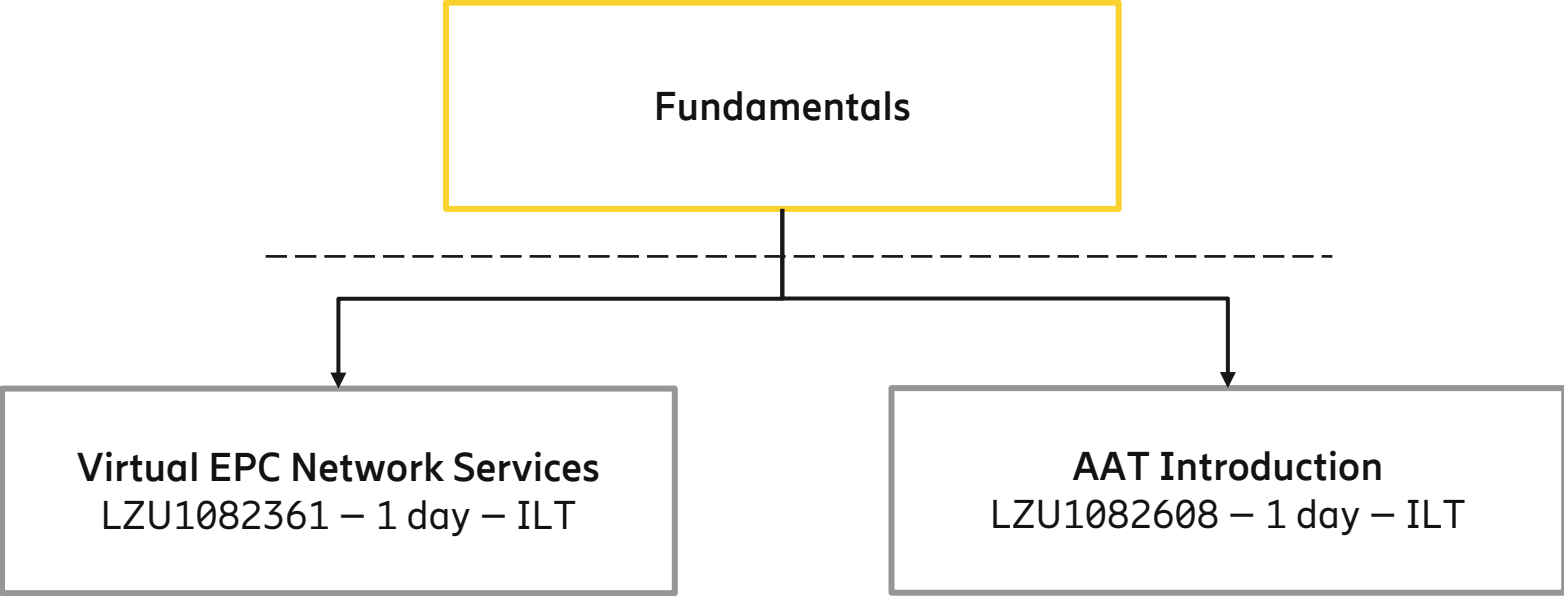 Fundamentals
Virtual EPC Network Services
LZU1082361 – 1 day – ILT
AAT Introduction
LZU1082608 – 1 day – ILT